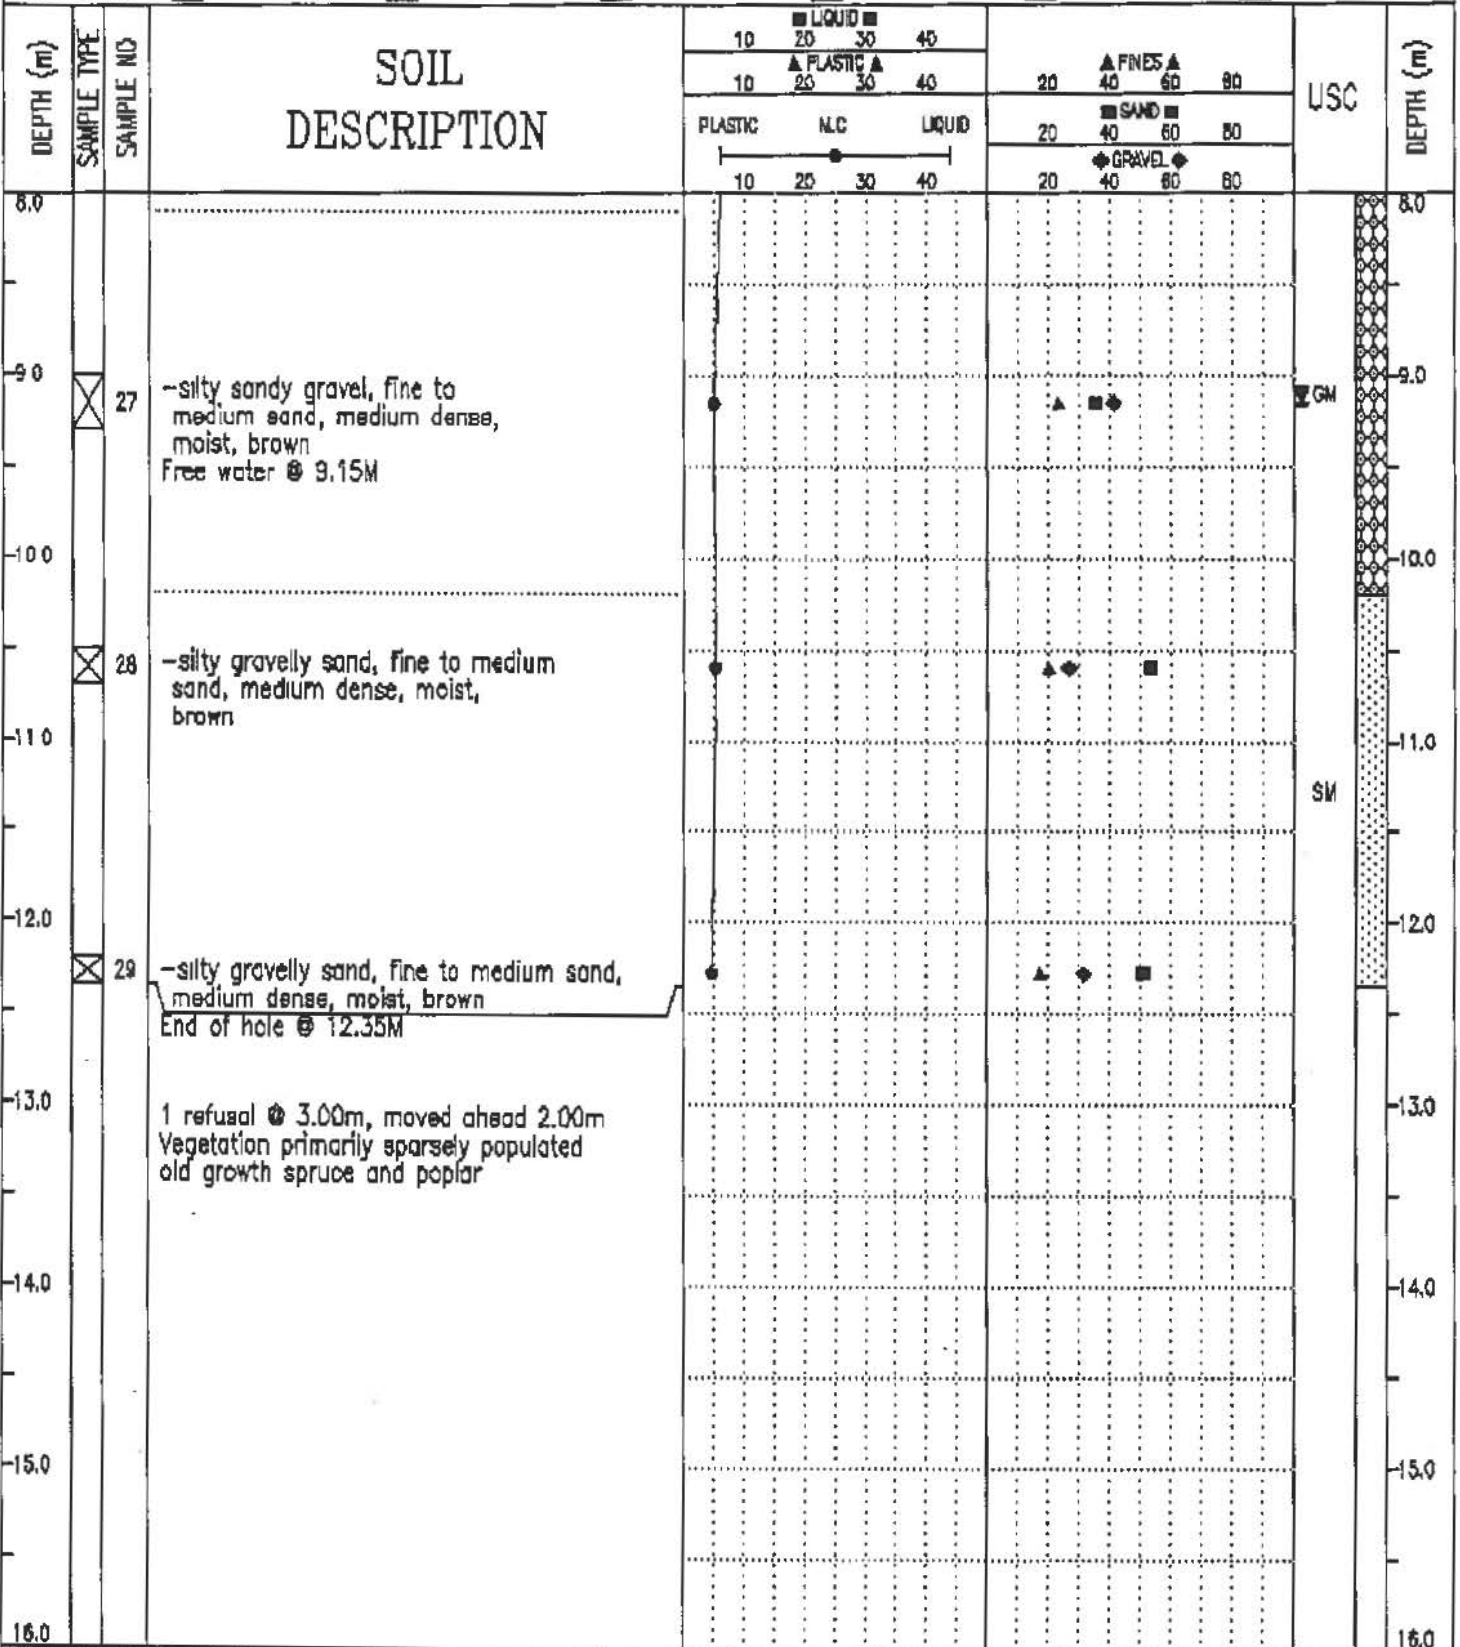 DEPTH (m)
SAMPLE TYPE
SAMPLE NO
SOIL
DESCRIPTION
■ LIQUID ■
10 20 30 40
▲ PLASTIC ▲
10 20 30 40
PLASTIC M.C LIQUID
10 20 30 40
▲ FINES ▲
20 40 60 80
■ SAND ■
20 40 60 80
◆ GRAVEL ◆
20 40 60 80
USC
DEPTH (m)
8.0 8.0
9 0 9.0
27 -silty sandy gravel, fine to
medium sand, medium dense,
moist, brown
Free water @ 9.15M
GM
10 0 10.0
28 -silty gravelly sand, fine to medium
sand, medium dense, moist,
brown
11 0 11.0
SM
12.0 12.0
29 -silty gravelly sand, fine to medium sand,
medium dense, moist, brown
End of hole @ 12.35M
13.0 13.0
1 refusal @ 3.00m, moved ahead 2.00m
Vegetation primarily sparsely populated
old growth spruce and poplar
14.0 14.0
15.0 15.0
16.0 16.0